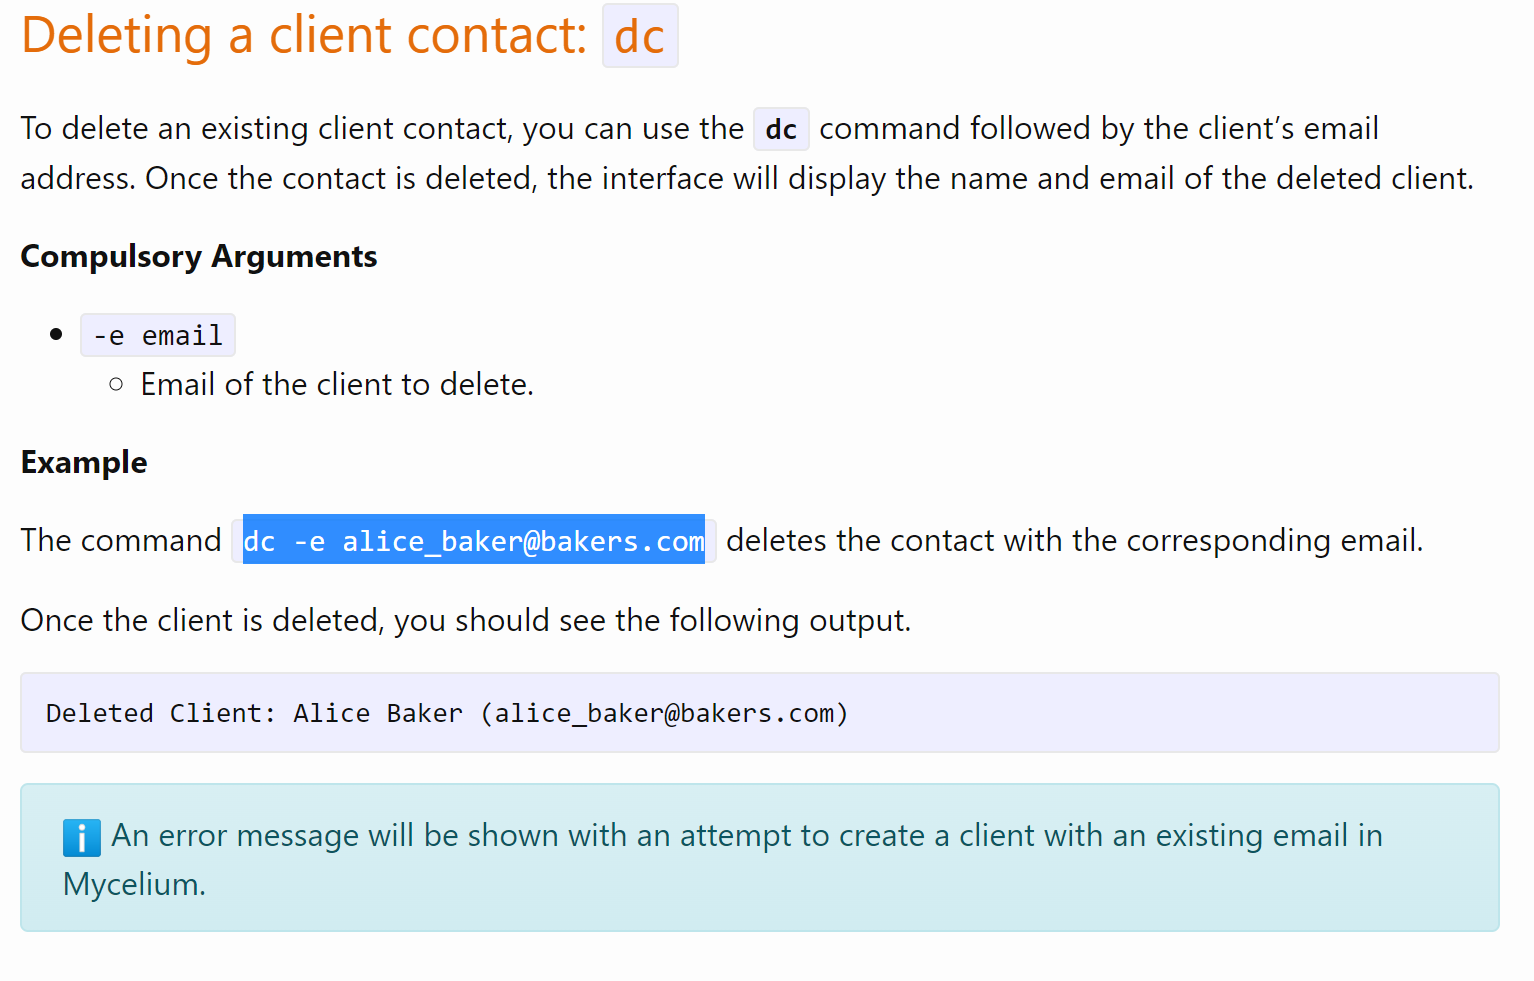 Deleting a client contact: dc
To delete an existing client contact, you can use the dc command followed by the client’s email
address. Once the contact is deleted, the interface will display the name and email of the deleted client.
Compulsory Arguments
-e email
Email of the client to delete.
Example
The command dc -e alice_baker@bakers.com deletes the contact with the corresponding email.
Once the client is deleted, you should see the following output.
Deleted Client: Alice Baker (alice_baker@bakers.com)
ℹ️ An error message will be shown with an attempt to create a client with an existing email in
Mycelium.